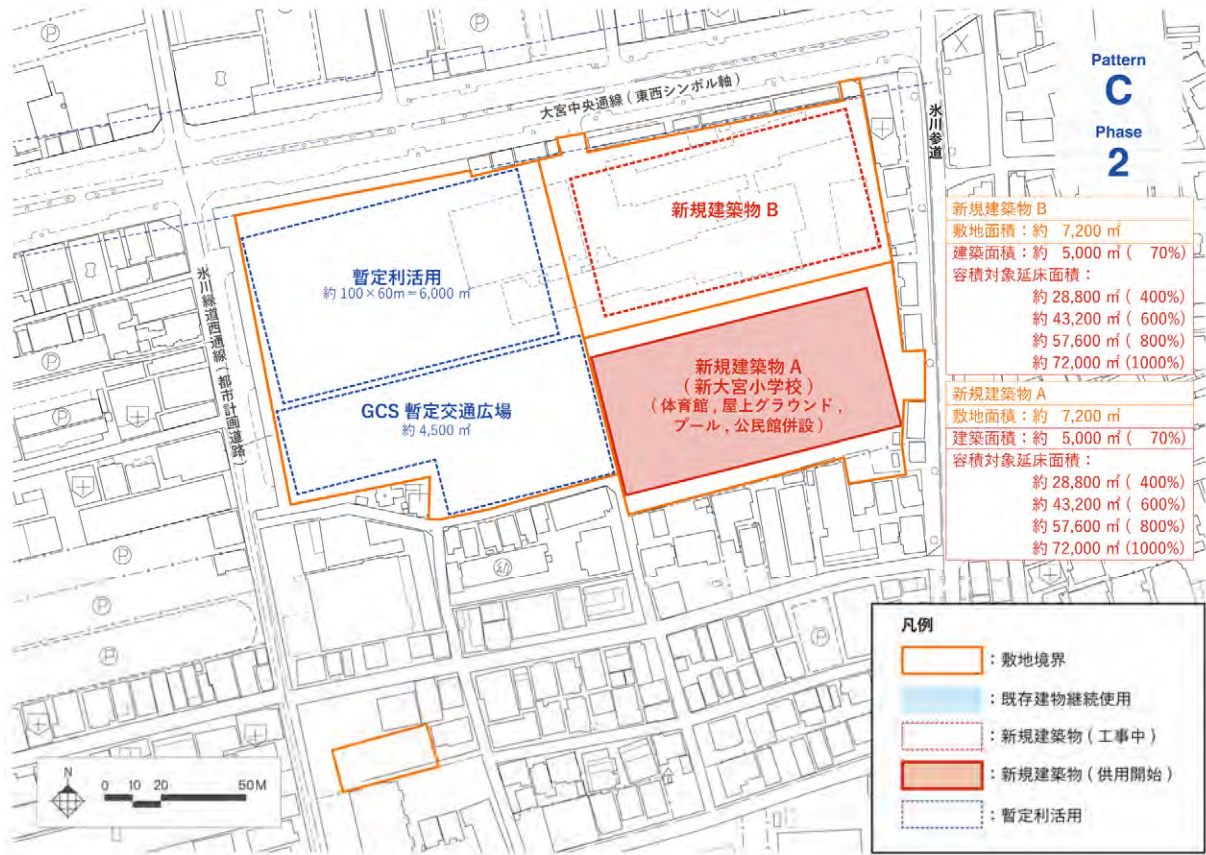 Pattern
C
Phase
2
大宮中央通線(東西シンボル軸)
氷川参道
氷川緑道西通線(都市計画道路)
新規建築物 B
暫定利活用
約 100×60m=6,000 ㎡
新規建築物 A
(新大宮小学校)
(体育館,屋上グラウンド,
プール,公民館併設)
GCS 暫定交通広場
約 4,500 ㎡
新規建築物 B
敷地面積:約 7,200 ㎡
建築面積:約 5,000 ㎡( 70%)
容積対象延床面積:
約 28,800 ㎡( 400%)
約 43,200 ㎡( 600%)
約 57,600 ㎡( 800%)
約 72,000 ㎡(1000%)
新規建築物 A
敷地面積:約 7,200 ㎡
建築面積:約 5,000 ㎡( 70%)
容積対象延床面積:
約 28,800 ㎡( 400%)
約 43,200 ㎡( 600%)
約 57,600 ㎡( 800%)
約 72,000 ㎡(1000%)
P
P
P
P
P
P
P
幼
凡例
:敷地境界
:既存建物継続使用
:新規建築物(工事中)
:新規建築物(供用開始)
:暫定利活用
N
0 10 20 50M